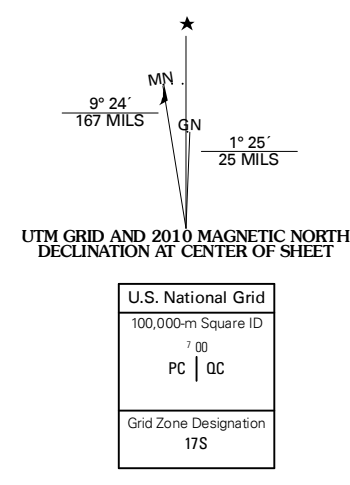 ★
MN
9° 24´
167 MILS
GN
1° 25´
25 MILS
UTM GRID AND 2010 MAGNETIC NORTH
DECLINATION AT CENTER OF SHEET
U.S. National Grid
100,000-m Square ID
7 00
PC | QC
Grid Zone Designation
17S